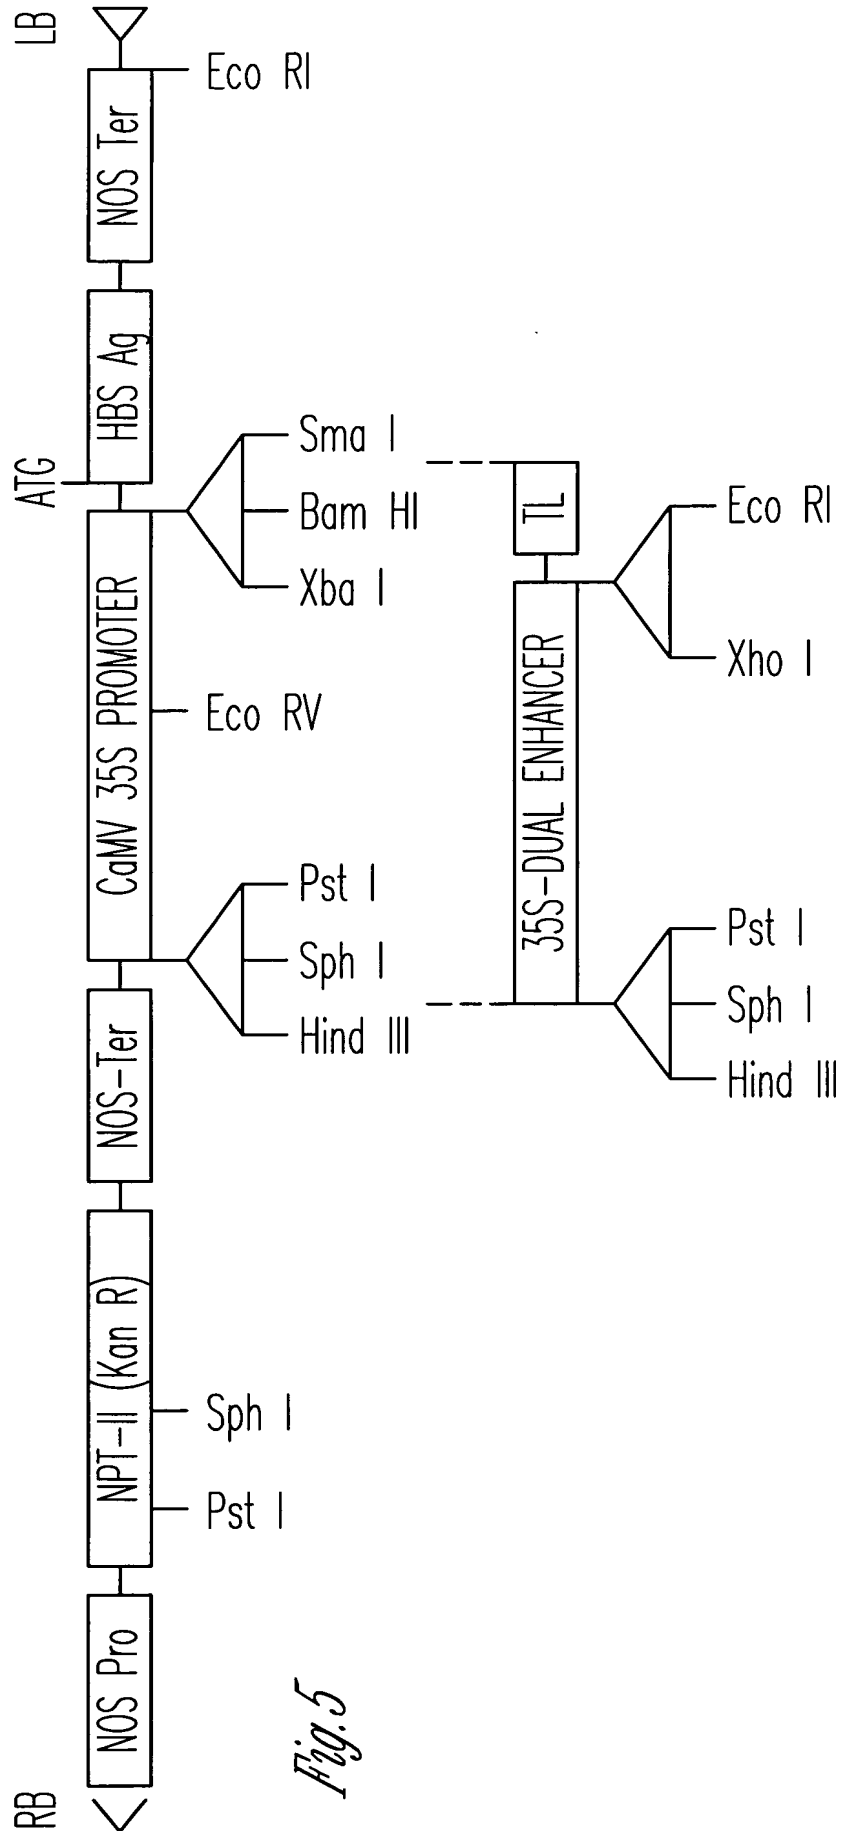 RB
NOS Pro
NPT-II (Kan R)
NOS-Ter
CaMV 35S PROMOTER
ATG
HBS Ag
NOS Ter
LB
Pst I
Sph I
Pst I
Sph I
Hind III
Eco RV
Sma I
Bam HI
Xba I
Eco RI
35S-DUAL ENHANCER
TL
Pst I
Sph I
Hind III
Eco RI
Xho I
Fig.5